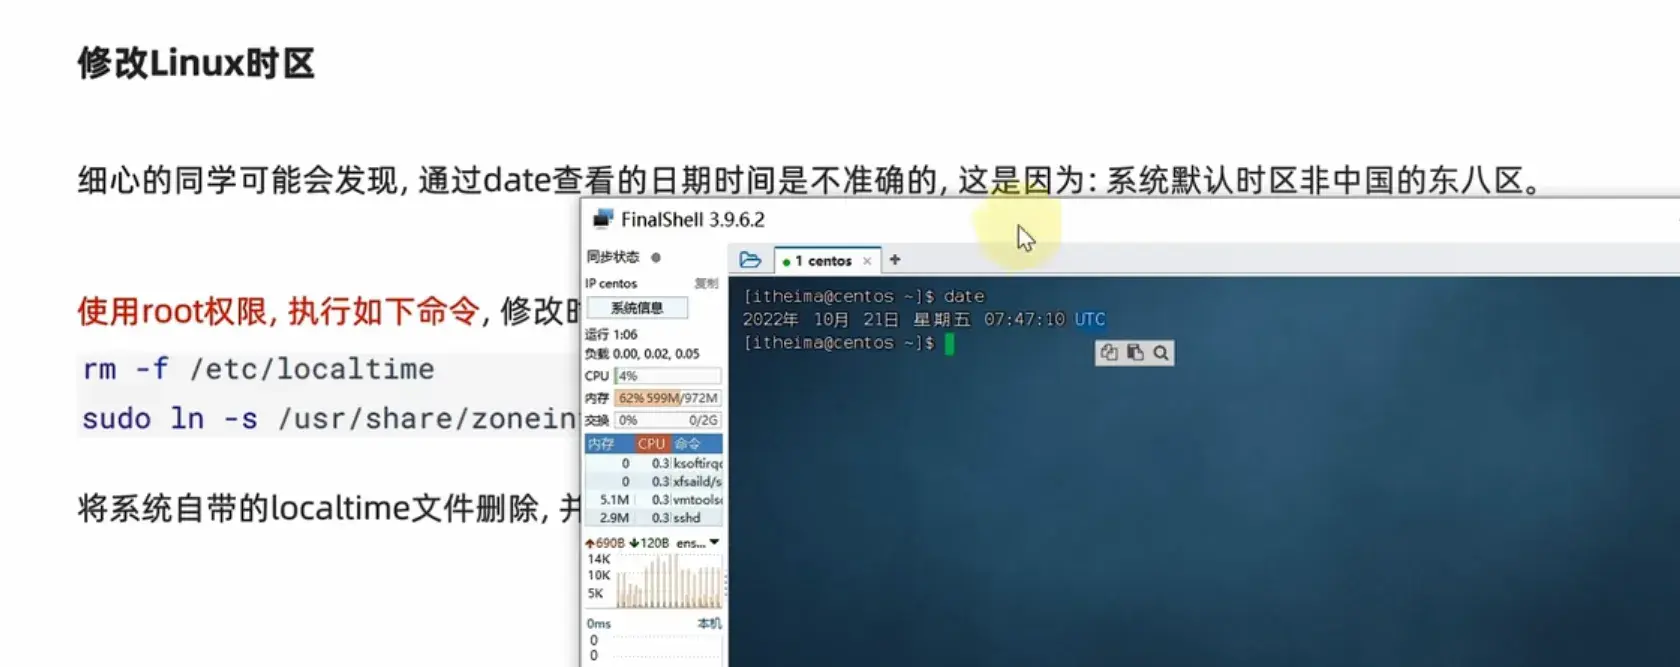 修改Linux时区
细心的同学可能会发现, 通过date查看的日期时间是不准确的, 这是因为: 系统默认时区非中国的东八区。
使用root权限, 执行如下命令, 修改
rm -f /etc/localtime
sudo ln -s /usr/share/zonein
将系统自带的localtime文件删除,
FinalShell 3.9.6.2
同步状态
IP centos 复制
系统信息
运行 1:06
负载 0.00, 0.02, 0.05
CPU 4%
内存 62% 599M/972M
交换 0% 0/2G
内存 CPU 命令
0 0.3 ksoftirqd
0 0.3 xfsaild/s
5.1M 0.3 vmtools
2.9M 0.3 sshd
690B 120B ens...
14K
10K
5K
0ms 本机
0
0
1 centos × +
[itheima@centos ~]$ date
2022年 10月 21日 星期五 07:47:10 UTC
[itheima@centos ~]$